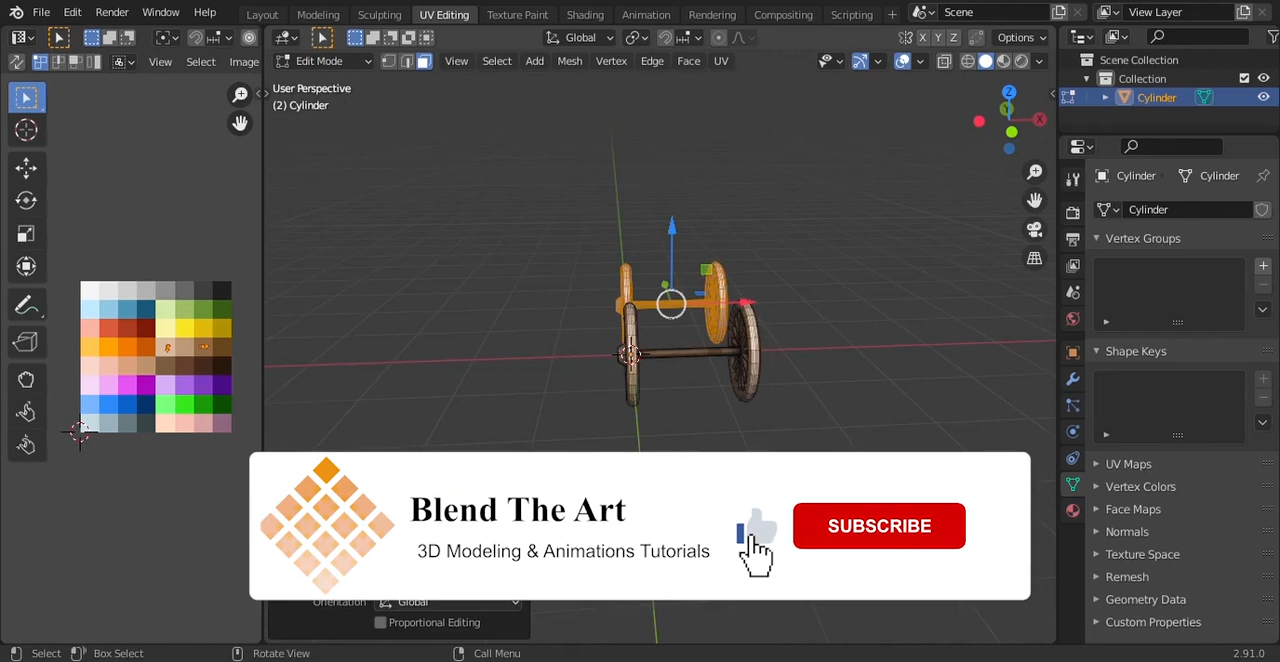 File Edit Render Window Help Layout Modeling Sculpting UV Editing Texture Paint Shading Animation Rendering Compositing Scripting Scene View Layer
Global Options
View Select Image Edit Mode View Select Add Mesh Vertex Edge Face UV X Y Z
Scene Collection
Collection
Cylinder
User Perspective
(2) Cylinder
Z
Y
X
Cylinder Cylinder
Cylinder
Vertex Groups
Shape Keys
UV Maps
Vertex Colors
Face Maps
Normals
Texture Space
Remesh
Geometry Data
Custom Properties
Blend The Art
3D Modeling & Animations Tutorials
SUBSCRIBE
Orientation Global
Proportional Editing
Select Box Select Rotate View Call Menu 2.91.0